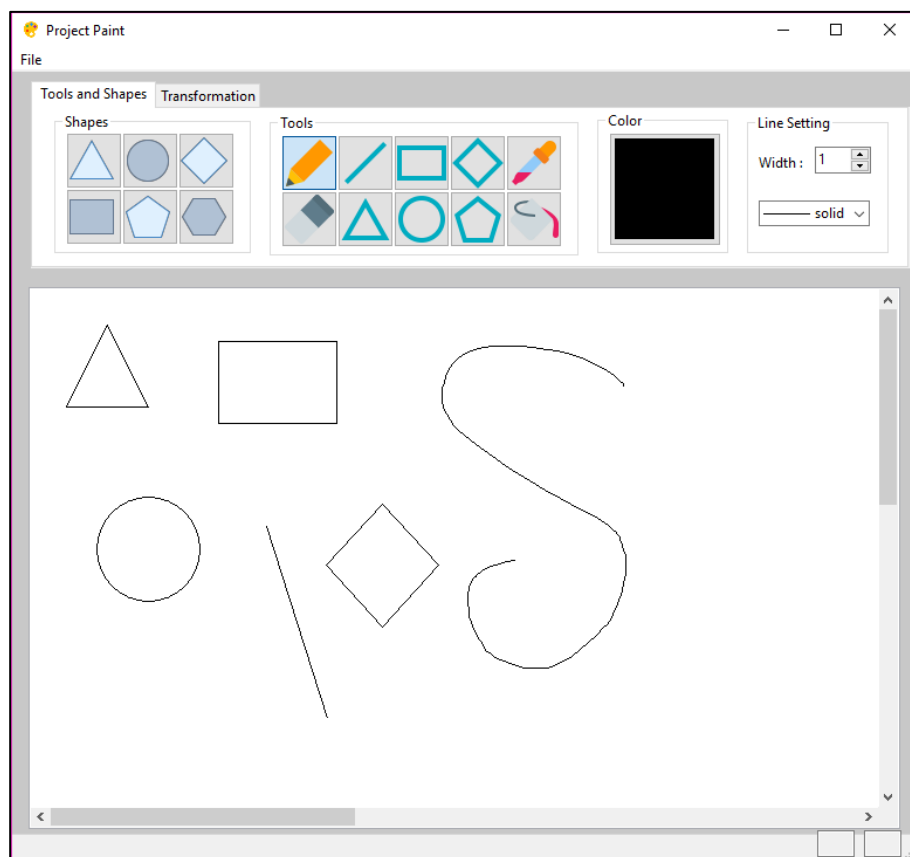 Project Paint
File
Tools and Shapes Transformation
Shapes Tools Color Line Setting
Width : 1
solid